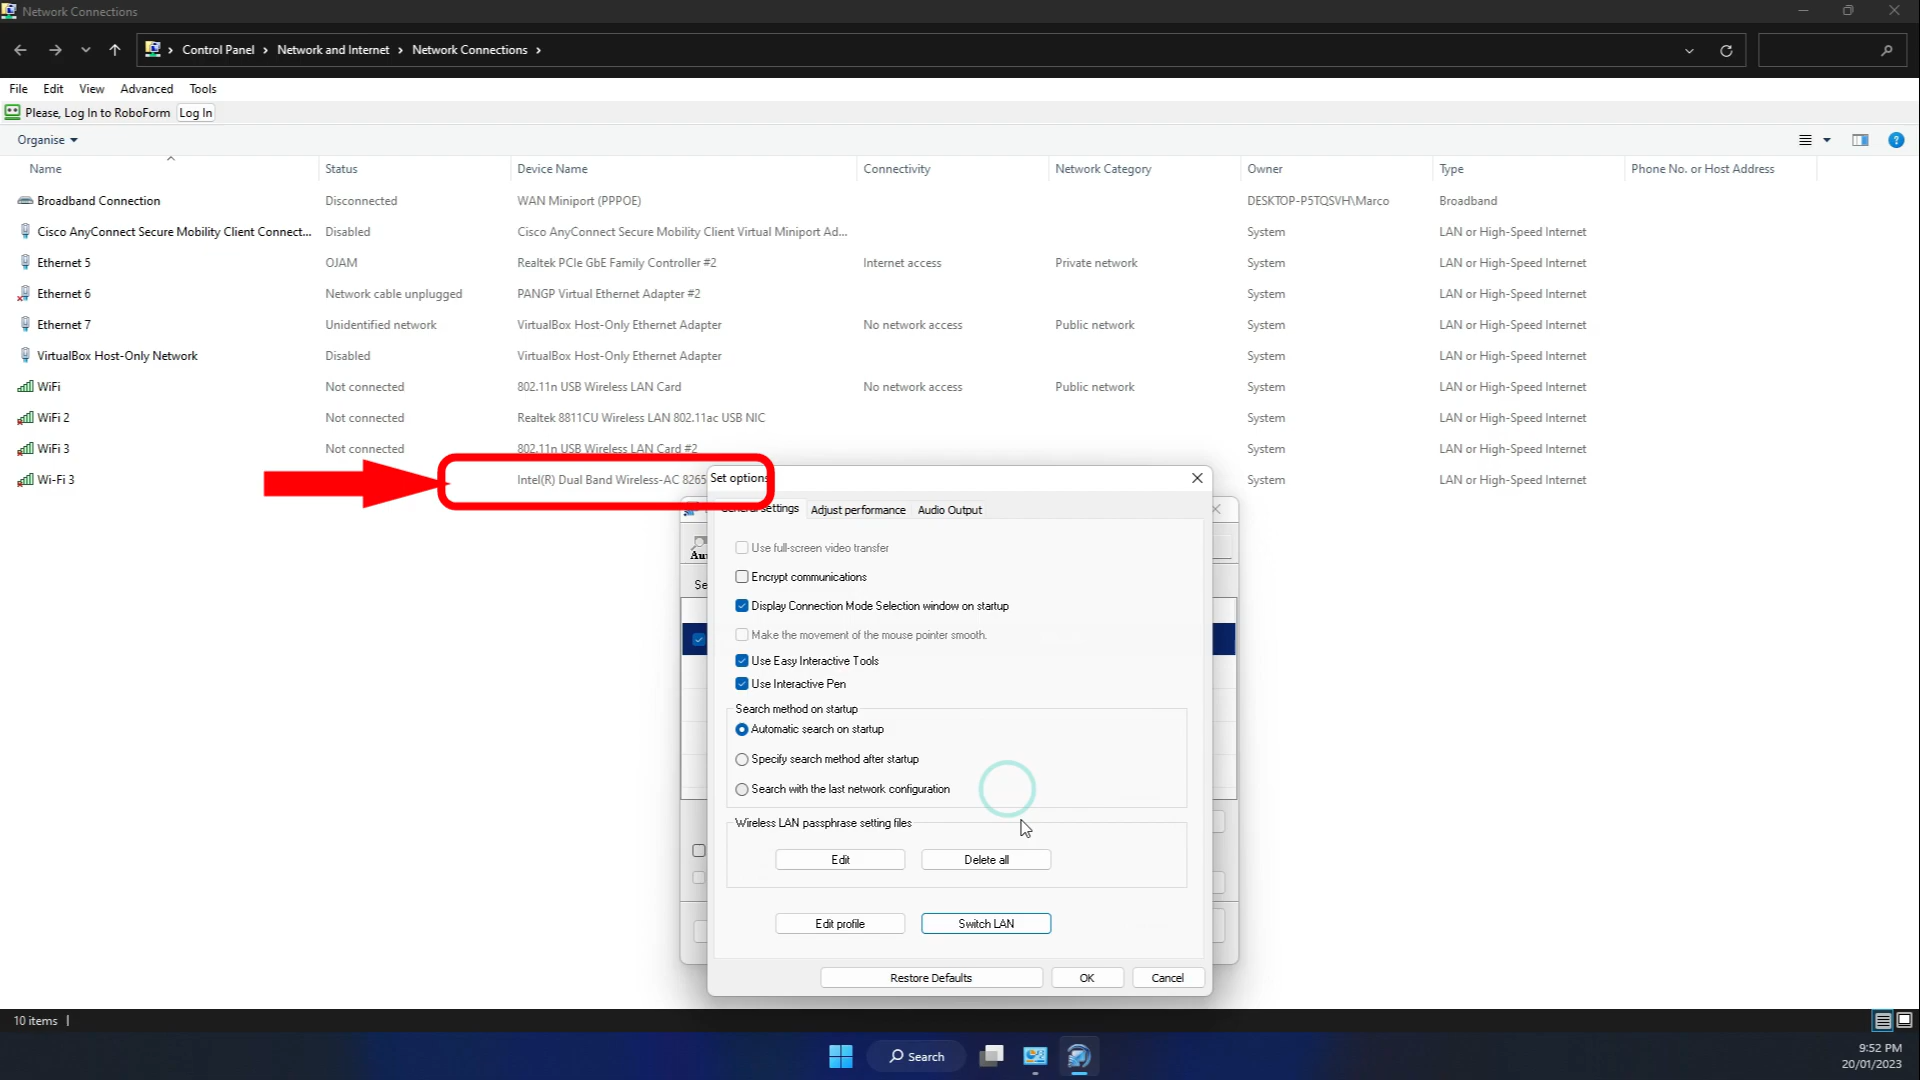 Network Connections
Control Panel > Network and Internet > Network Connections >
File Edit View Advanced Tools
Please, Log In to RoboForm Log In
Organise
Name Status Device Name Connectivity Network Category Owner Type Phone No. or Host Address
Broadband Connection Disconnected WAN Miniport (PPPOE) DESKTOP-P5TQSVH\Marco Broadband
Cisco AnyConnect Secure Mobility Client Connect... Disabled Cisco AnyConnect Secure Mobility Client Virtual Miniport Ad... System LAN or High-Speed Internet
Ethernet 5 OJAM Realtek PCIe GbE Family Controller #2 Internet access Private network System LAN or High-Speed Internet
Ethernet 6 Network cable unplugged PANGP Virtual Ethernet Adapter #2 System LAN or High-Speed Internet
Ethernet 7 Unidentified network VirtualBox Host-Only Ethernet Adapter No network access Public network System LAN or High-Speed Internet
VirtualBox Host-Only Network Disabled VirtualBox Host-Only Ethernet Adapter System LAN or High-Speed Internet
WiFi Not connected 802.11n USB Wireless LAN Card No network access Public network System LAN or High-Speed Internet
WiFi 2 Not connected Realtek 8811CU Wireless LAN 802.11ac USB NIC System LAN or High-Speed Internet
WiFi 3 Not connected 802.11n USB Wireless LAN Card #2 System LAN or High-Speed Internet
Wi-Fi 3 Intel(R) Dual Band Wireless-AC 8265 System LAN or High-Speed Internet
Set options
General settings Adjust performance Audio Output
Use full-screen video transfer
Au
Encrypt communications
Se
Display Connection Mode Selection window on startup
Make the movement of the mouse pointer smooth.
Use Easy Interactive Tools
Use Interactive Pen
Search method on startup
Automatic search on startup
Specify search method after startup
Search with the last network configuration
Wireless LAN passphrase setting files
Edit Delete all
Edit profile Switch LAN
Restore Defaults OK Cancel
10 items
Search
9:52 PM
20/01/2023